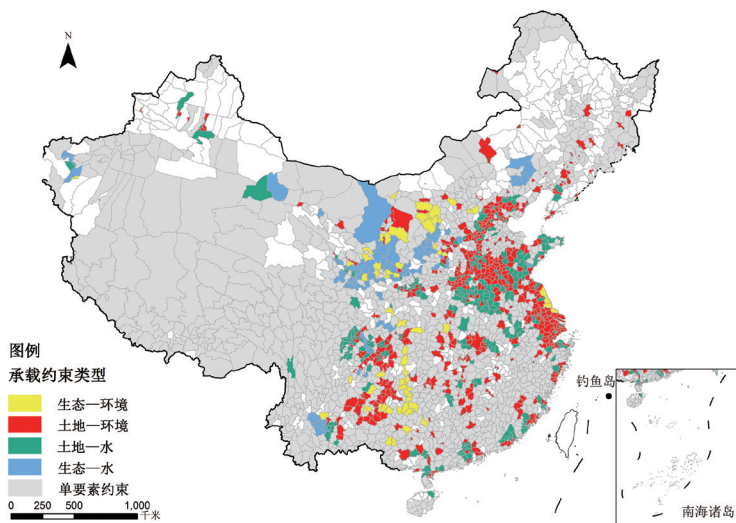 N
图例
承载约束类型
生态—环境
土地—环境
土地—水
生态—水
单要素约束
0 250 500 1,000
千米
钓鱼岛
南海诸岛